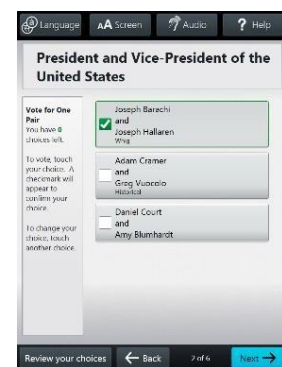 Language
AA Screen
Audio
? Help
President and Vice-President of the
United States
Vote for One
Pair
You have 0
choices left.
To vote, touch
your choice. A
checkmark will
appear to
confirm your
choice.
To change your
choice, touch
another choice.
Joseph Barachi
and
Joseph Hallaren
Whig
Adam Cramer
and
Greg Vuocolo
Historical
Daniel Court
and
Amy Blumhardt
Review your choices
← Back
2 of 6
Next →